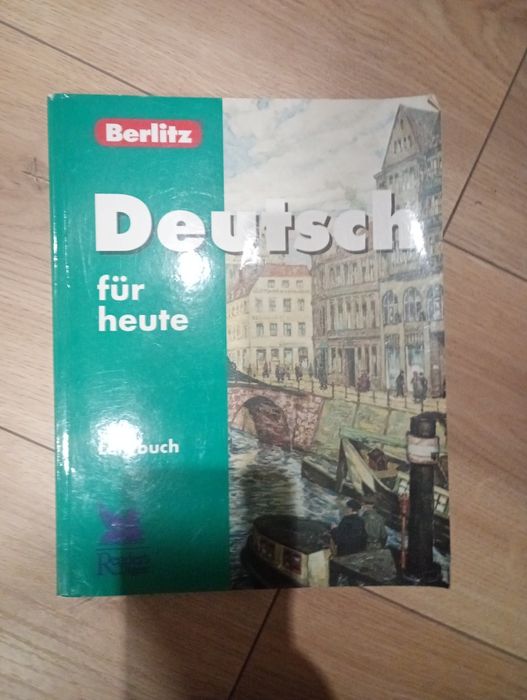 Berlitz
Deutsch
für
heute